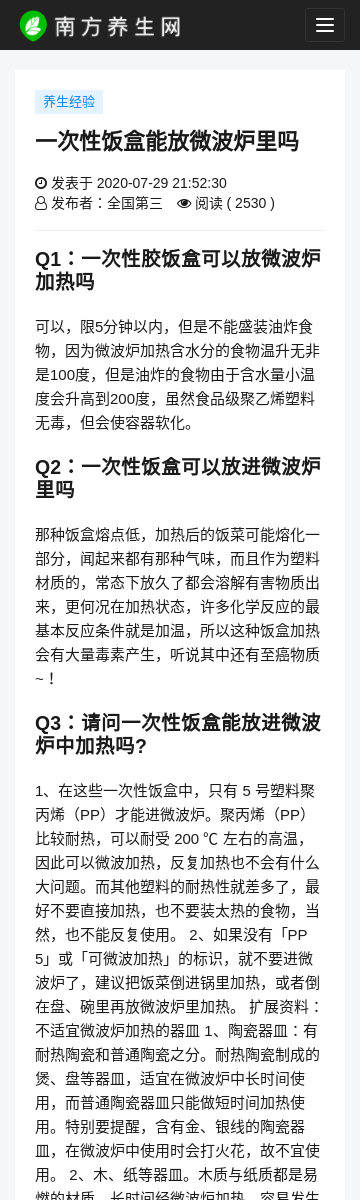 南方养生网
养生经验
一次性饭盒能放微波炉里吗
发表于 2020-07-29 21:52:30
发布者：全国第三 阅读 ( 2530 )
Q1：一次性胶饭盒可以放微波炉
加热吗
可以，限5分钟以内，但是不能盛装油炸食
物，因为微波炉加热含水分的食物温升无非
是100度，但是油炸的食物由于含水量小温
度会升高到200度，虽然食品级聚乙烯塑料
无毒，但会使容器软化。
Q2：一次性饭盒可以放进微波炉
里吗
那种饭盒熔点低，加热后的饭菜可能熔化一
部分，闻起来都有那种气味，而且作为塑料
材质的，常态下放久了都会溶解有害物质出
来，更何况在加热状态，许多化学反应的最
基本反应条件就是加温，所以这种饭盒加热
会有大量毒素产生，听说其中还有至癌物质
~！
Q3：请问一次性饭盒能放进微波
炉中加热吗?
1、在这些一次性饭盒中，只有 5 号塑料聚
丙烯（PP）才能进微波炉。聚丙烯（PP）
比较耐热，可以耐受 200 ℃ 左右的高温，
因此可以微波加热，反复加热也不会有什么
大问题。而其他塑料的耐热性就差多了，最
好不要直接加热，也不要装太热的食物，当
然，也不能反复使用。 2、如果没有「PP
5」或「可微波加热」的标识，就不要进微
波炉了，建议把饭菜倒进锅里加热，或者倒
在盘、碗里再放微波炉里加热。 扩展资料：
不适宜微波炉加热的器皿 1、陶瓷器皿：有
耐热陶瓷和普通陶瓷之分。耐热陶瓷制成的
煲、盘等器皿，适宜在微波炉中长时间使
用，而普通陶瓷器皿只能做短时间加热使
用。特别要提醒，含有金、银线的陶瓷器
皿，在微波炉中使用时会打火花，故不宜使
用。 2、木、纸等器皿。木质与纸质都是易
燃的材质，长时间经微波炉加热，容易发生